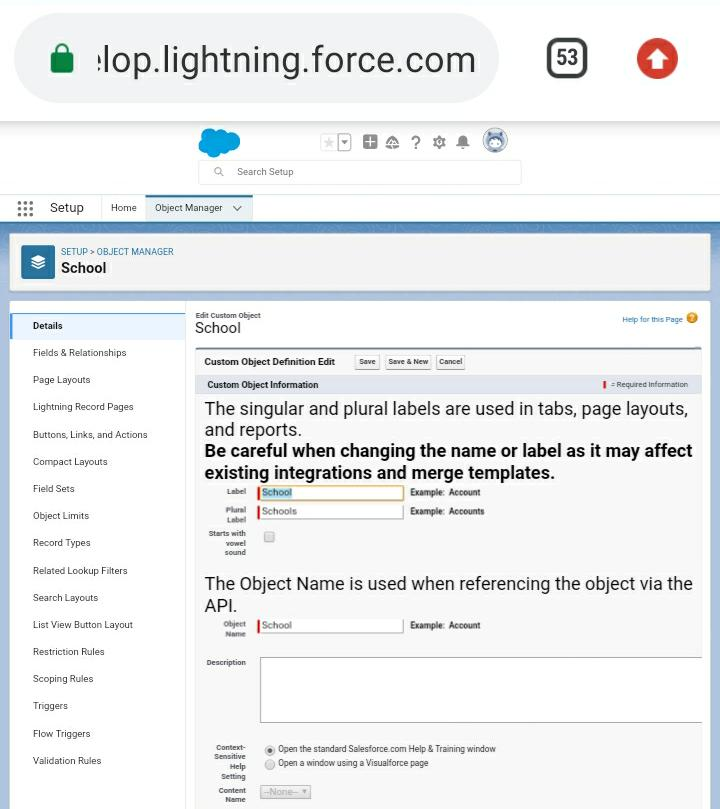 :lop.lightning.force.com
53
Search Setup
Setup
Home
Object Manager
SETUP > OBJECT MANAGER
School
Details
Fields & Relationships
Page Layouts
Lightning Record Pages
Buttons, Links, and Actions
Compact Layouts
Field Sets
Object Limits
Record Types
Related Lookup Filters
Search Layouts
List View Button Layout
Restriction Rules
Scoping Rules
Triggers
Flow Triggers
Validation Rules
Edit Custom Object
School
Help for this Page ?
Custom Object Definition Edit Save Save & New Cancel
Custom Object Information = Required Information
The singular and plural labels are used in tabs, page layouts,
and reports.
Be careful when changing the name or label as it may affect
existing integrations and merge templates.
Label School Example: Account
Plural Label Schools Example: Accounts
Starts with
vowel
sound
The Object Name is used when referencing the object via the
API.
Object Name School Example: Account
Description
Context-
Sensitive
Help
Setting
Open the standard Salesforce.com Help & Training window
Open a window using a Visualforce page
Content Name --None--